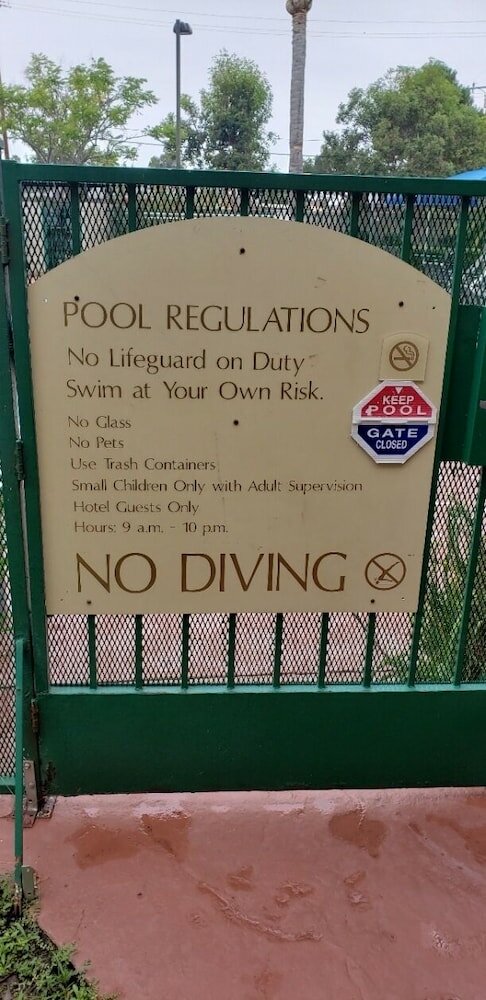 POOL REGULATIONS
No Lifeguard on Duty
Swim at Your Own Risk.
KEEP
POOL
GATE
CLOSED
No Glass
No Pets
Use Trash Containers
Small Children Only with Adult Supervision
Hotel Guests Only
Hours: 9 a.m. - 10 p.m.
NO DIVING